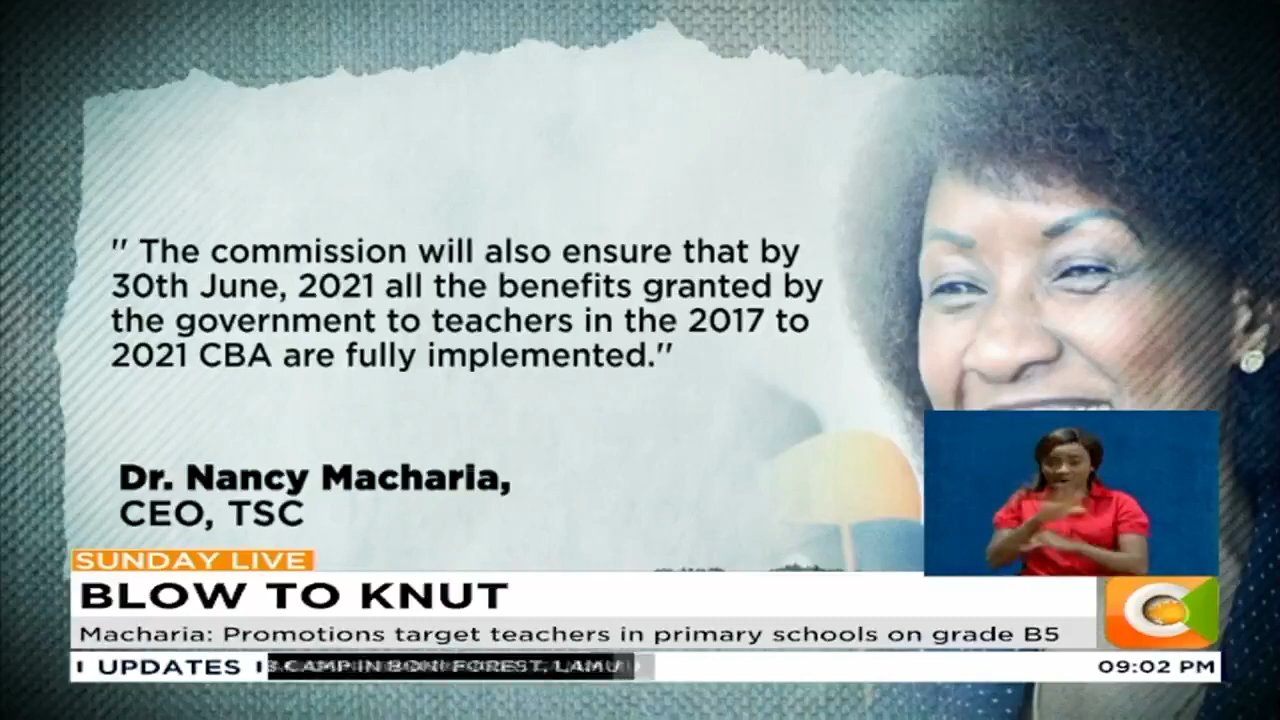 " The commission will also ensure that by
30th June, 2021 all the benefits granted by
the government to teachers in the 2017 to
2021 CBA are fully implemented."
Dr. Nancy Macharia,
CEO, TSC
SUNDAY LIVE
BLOW TO KNUT
Macharia: Promotions target teachers in primary schools on grade B5
UPDATES
CAMP IN BONI FOREST, LAMU
09:02 PM